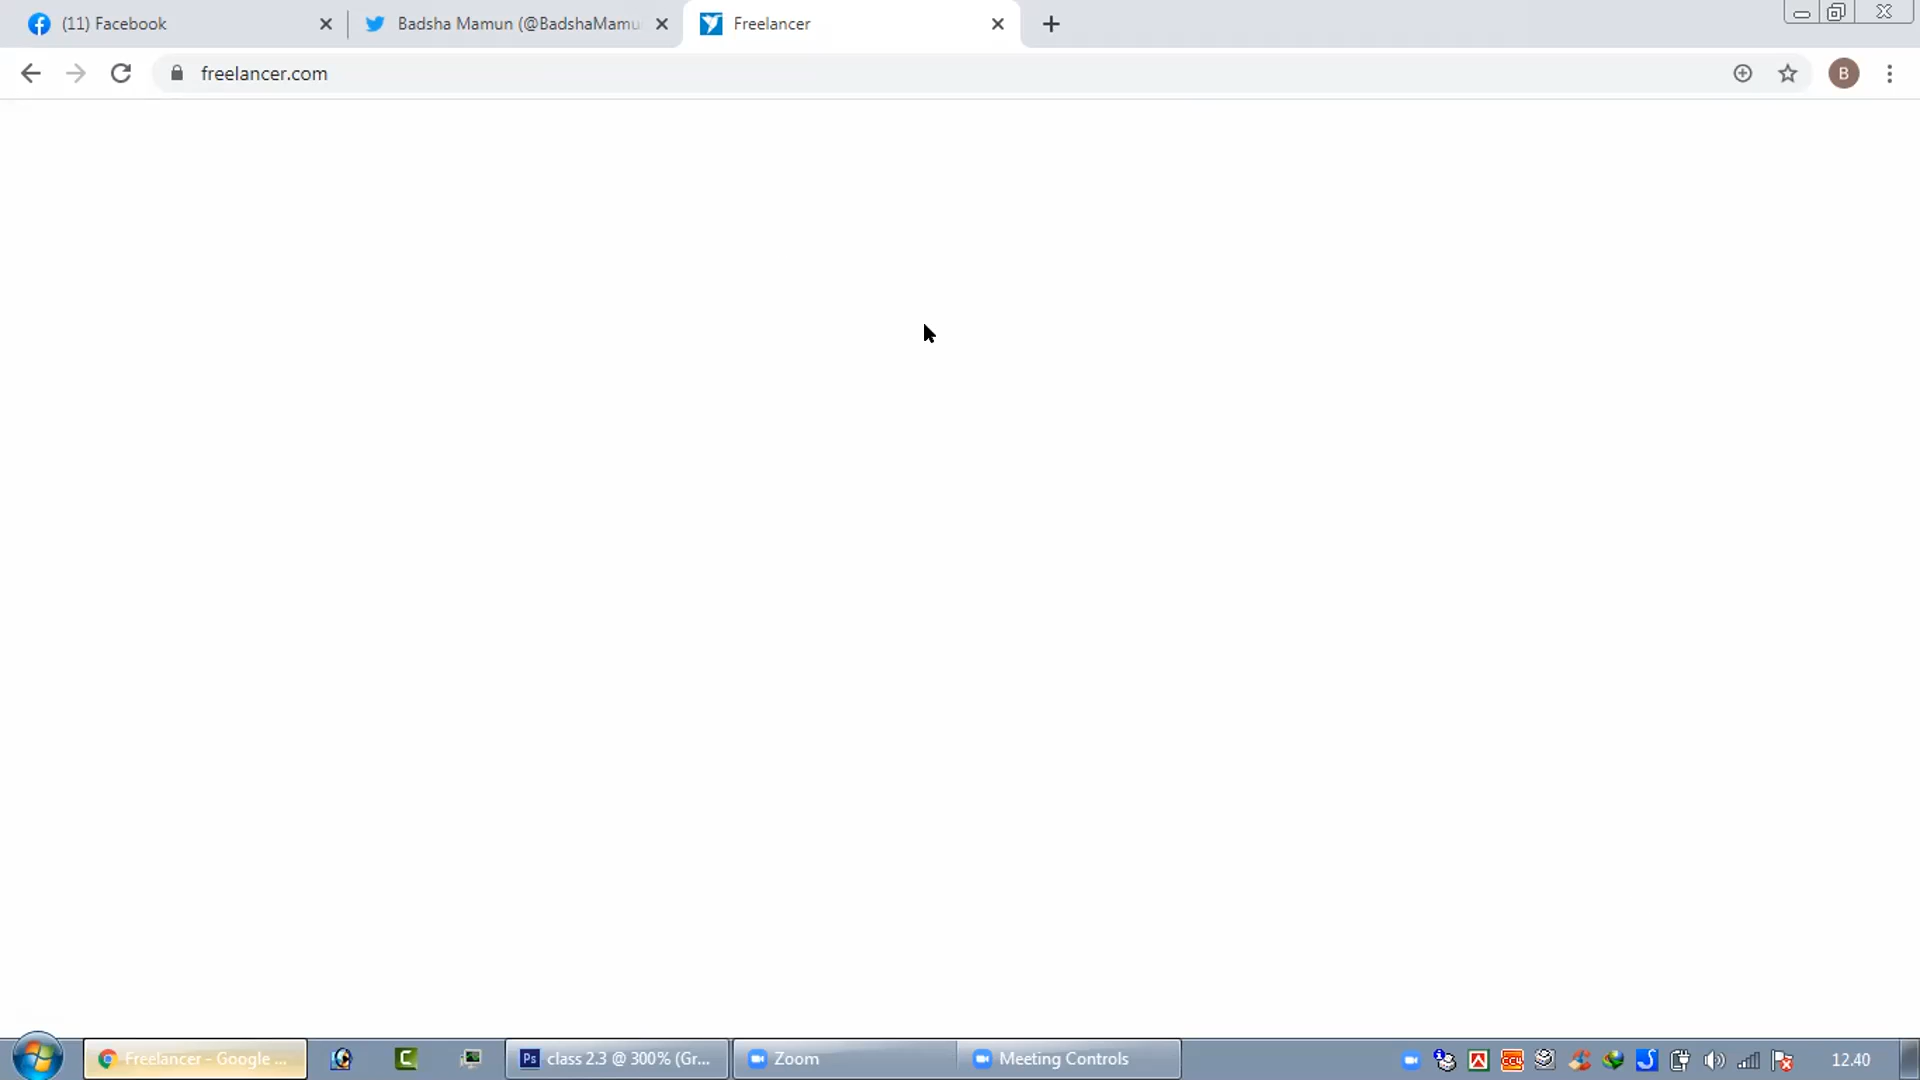 (11) Facebook
Badsha Mamun (@BadshaMamu
Freelancer
freelancer.com
B
Freelancer - Google ...
Ps
class 2.3 @ 300% (Gr...
Zoom
Meeting Controls
12.40